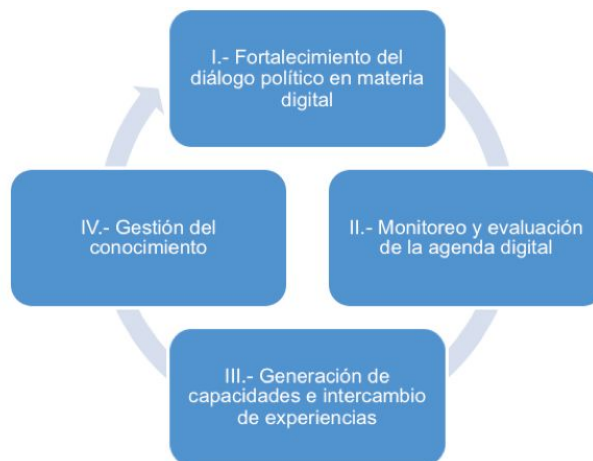 I.- Fortalecimiento del
diálogo político en materia
digital
II.- Monitoreo y evaluación
de la agenda digital
III.- Generación de
capacidades e intercambio
de experiencias
IV.- Gestión del
conocimiento